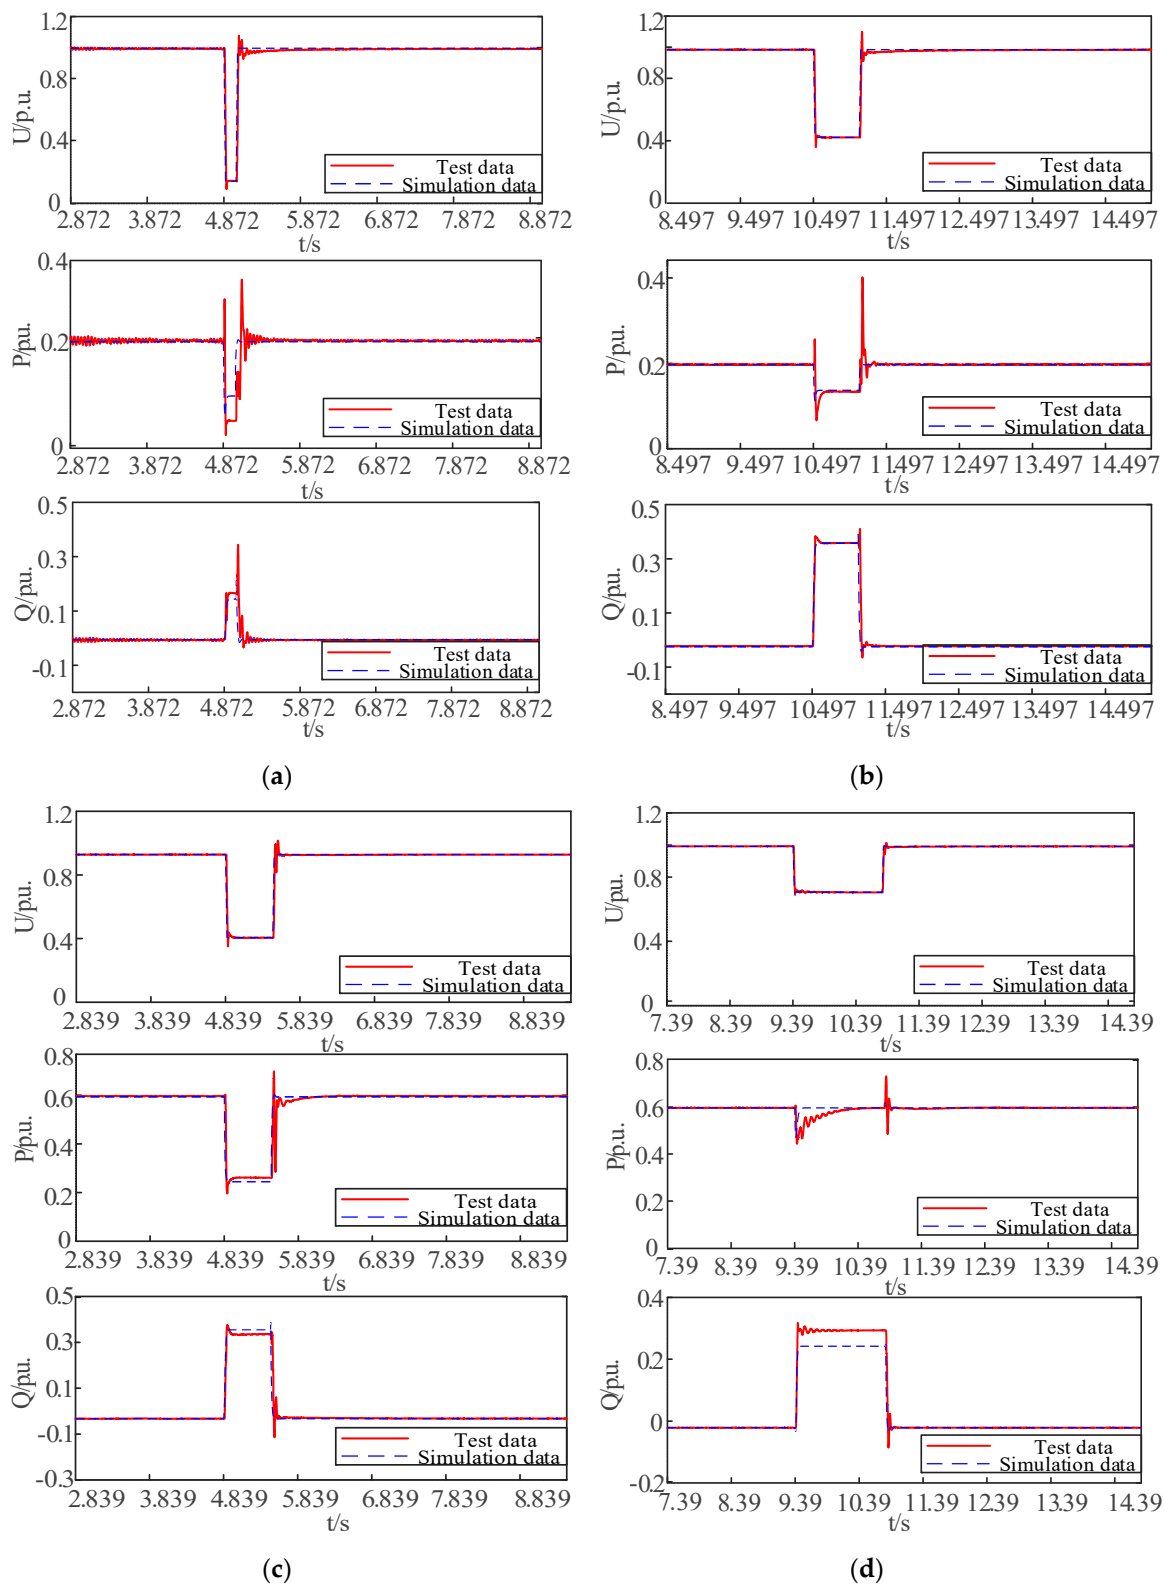 1.2
0.8
0.4
0
U/p.u.
Test data
Simulation data
2.872 3.872 4.872 5.872 6.872 7.872 8.872
t/s
0.4
0.2
0
P/p.u.
Test data
Simulation data
2.872 3.872 4.872 5.872 6.872 7.872 8.872
t/s
0.5
0.3
0.1
-0.1
Q/p.u.
Test data
Simulation data
2.872 3.872 4.872 5.872 6.872 7.872 8.872
t/s
(a)
1.2
0.8
0.4
0
U/p.u.
Test data
Simulation data
8.497 9.497 10.497 11.497 12.497 13.497 14.497
t/s
0.4
0.2
0
P/p.u.
Test data
Simulation data
8.497 9.497 10.497 11.497 12.497 13.497 14.497
t/s
0.5
0.3
0.1
-0.1
Q/p.u.
Test data
Simulation data
8.497 9.497 10.497 11.497 12.497 13.497 14.497
t/s
(b)
1.2
0.8
0.4
0
U/p.u.
Test data
Simulation data
2.839 3.839 4.839 5.839 6.839 7.839 8.839
t/s
0.8
0.6
0.4
0.2
0
P/p.u.
Test data
Simulation data
2.839 3.839 4.839 5.839 6.839 7.839 8.839
t/s
0.5
0.3
0.1
-0.1
-0.3
Q/p.u.
Test data
Simulation data
2.839 3.839 4.839 5.839 6.839 7.839 8.839
t/s
(c)
1.2
0.8
0.4
0
U/p.u.
Test data
Simulation data
7.39 8.39 9.39 10.39 11.39 12.39 13.39 14.39
t/s
0.8
0.6
0.4
0.2
0
P/p.u.
Test data
Simulation data
7.39 8.39 9.39 10.39 11.39 12.39 13.39 14.39
t/s
0.4
0.2
0
-0.2
Q/p.u.
Test data
Simulation data
7.39 8.39 9.39 10.39 11.39 12.39 13.39 14.39
t/s
(d)